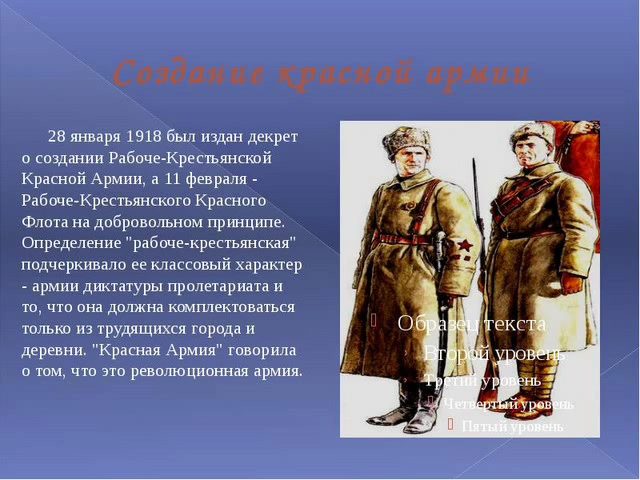 Создание красной армии
28 января 1918 был издан декрет
о создании Рабоче-Крестьянской
Красной Армии, а 11 февраля -
Рабоче-Крестьянского Красного
Флота на добровольном принципе.
Определение "рабоче-крестьянская"
подчеркивало ее классовый характер
- армии диктатуры пролетариата и
то, что она должна комплектоваться
только из трудящихся города и
деревни. "Красная Армия" говорила
о том, что это революционная армия.
Образец текста
Второй уровень
Третий уровень
Четвертый уровень
Пятый уровень